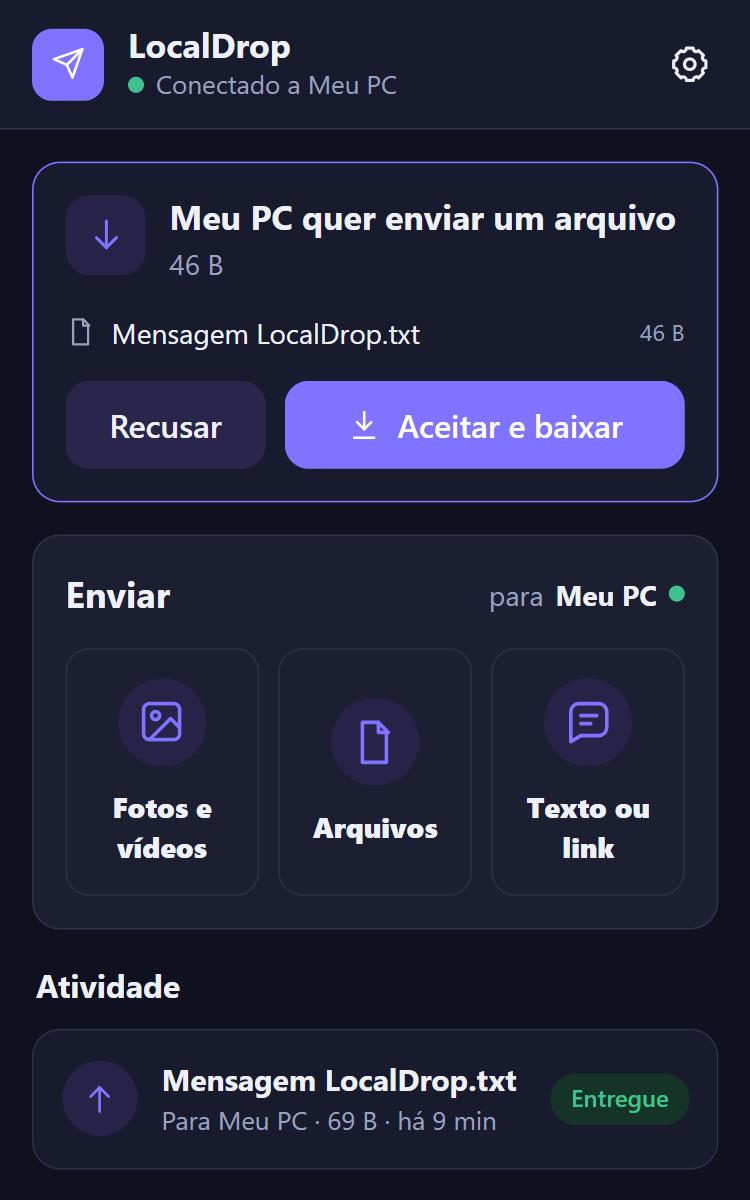 LocalDrop
Conectado a Meu PC
Meu PC quer enviar um arquivo
46 B
Mensagem LocalDrop.txt 46 B
Recusar Aceitar e baixar
Enviar para Meu PC
Fotos e
vídeos
Arquivos
Texto ou
link
Atividade
Mensagem LocalDrop.txt
Para Meu PC · 69 B · há 9 min
Entregue